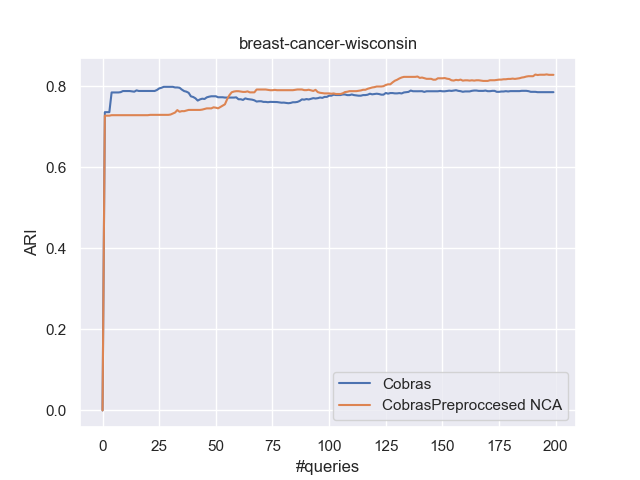 breast-cancer-wisconsin
ARI
0.8
0.6
0.4
0.2
0.0
0 25 50 75 100 125 150 175 200
#queries
Cobras
CobrasPreproccesed NCA